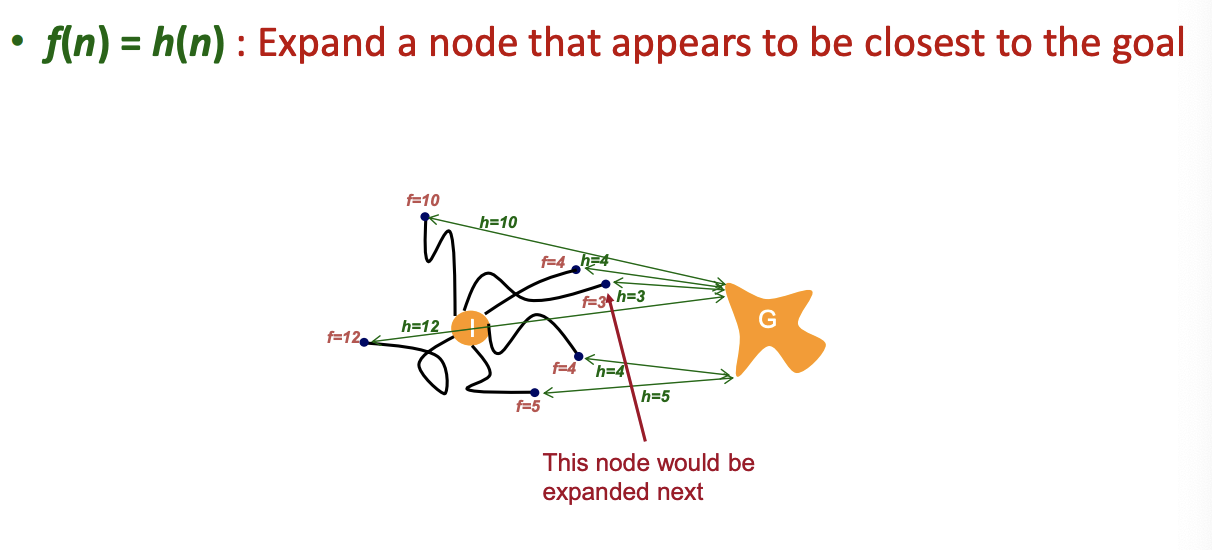 • f(n) = h(n) : Expand a node that appears to be closest to the goal
f=10
h=10
f=4
h=4
f=3
h=3
G
I
h=12
f=12
f=4
h=4
h=5
f=5
This node would be
expanded next